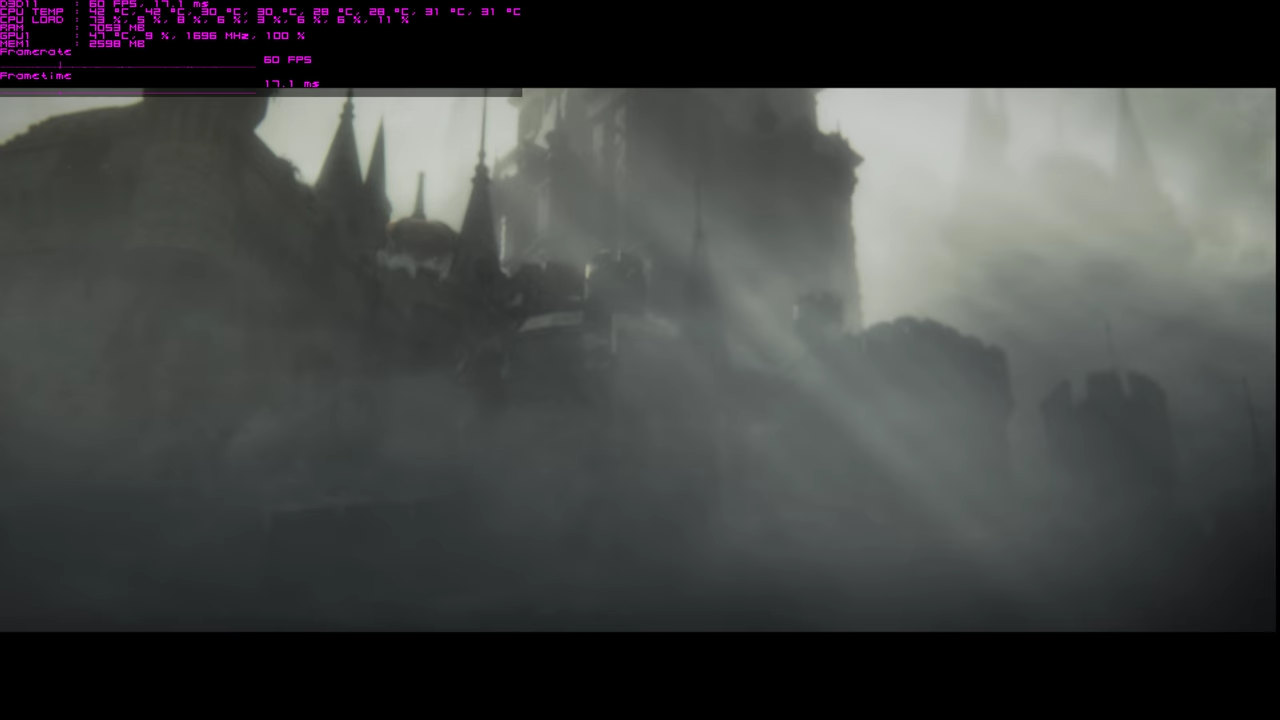 D3D11 : 60 FPS, 17.1 ms
CPU TEMP : 42 °C, 42 °C, 30 °C, 30 °C, 28 °C, 28 °C, 31 °C, 31 °C
CPU LOAD : 73 %, 5 %, 8 %, 6 %, 3 %, 6 %, 6 %, 11 %
RAM : 7053 MB
GPU1 : 47 °C, 9 %, 1696 MHz, 100 %
MEM1 : 2598 MB
Framerate
60 FPS
Frametime
17.1 ms